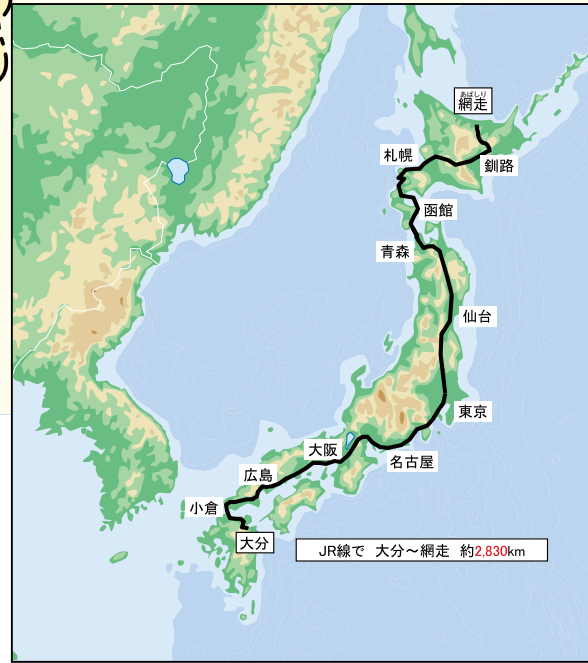 あばしり
網走
札幌
釧路
函館
青森
仙台
東京
大阪
名古屋
広島
小倉
大分
JR線で 大分～網走 約2,830km